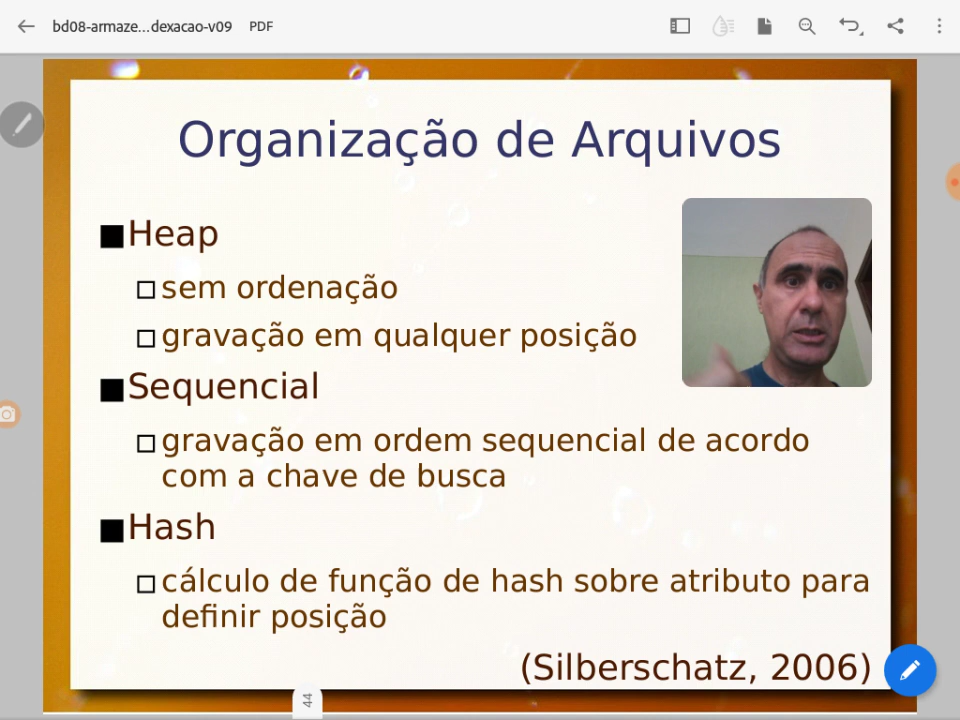 bd08-armaze...dexacao-v09 PDF
Organização de Arquivos
Heap
sem ordenação
gravação em qualquer posição
Sequencial
gravação em ordem sequencial de acordo
com a chave de busca
Hash
cálculo de função de hash sobre atributo para
definir posição
(Silberschatz, 2006)
44